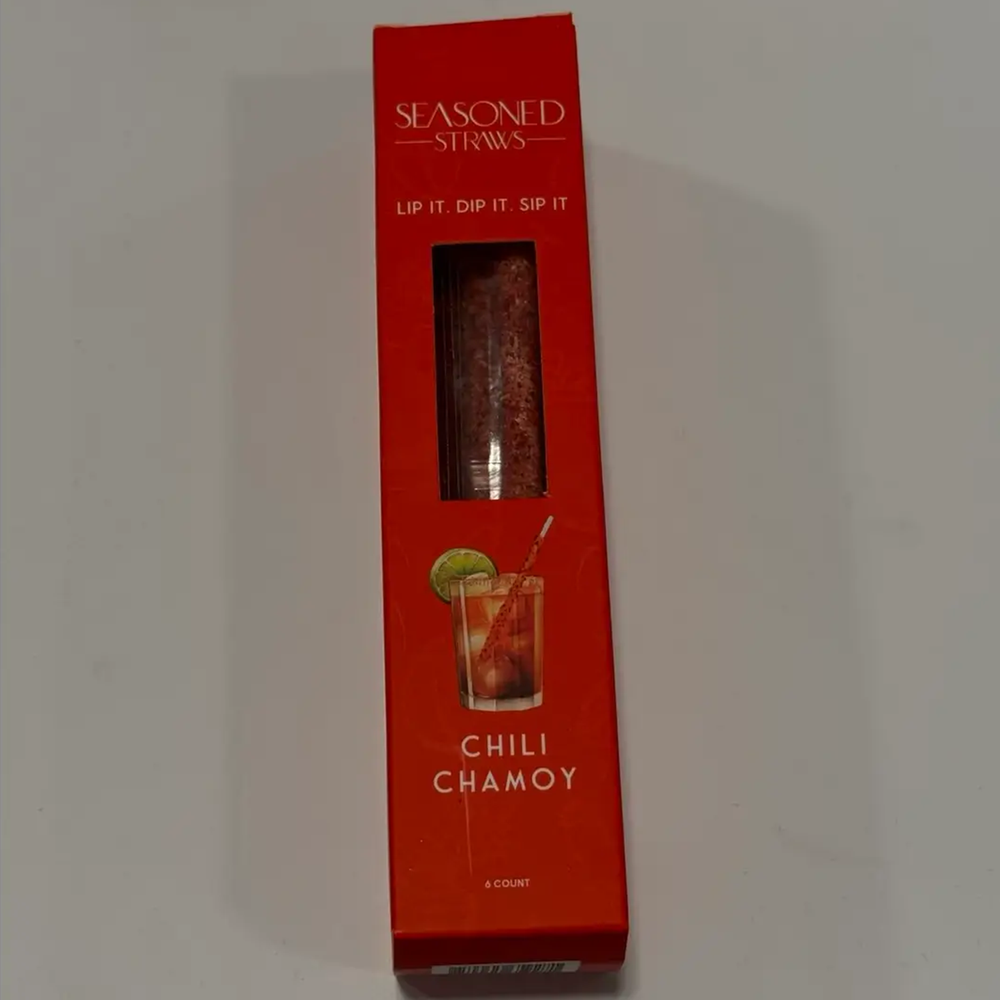 SEASONED
STRAWS
LIP IT. DIP IT. SIP IT
CHILI
CHAMOY
6 COUNT